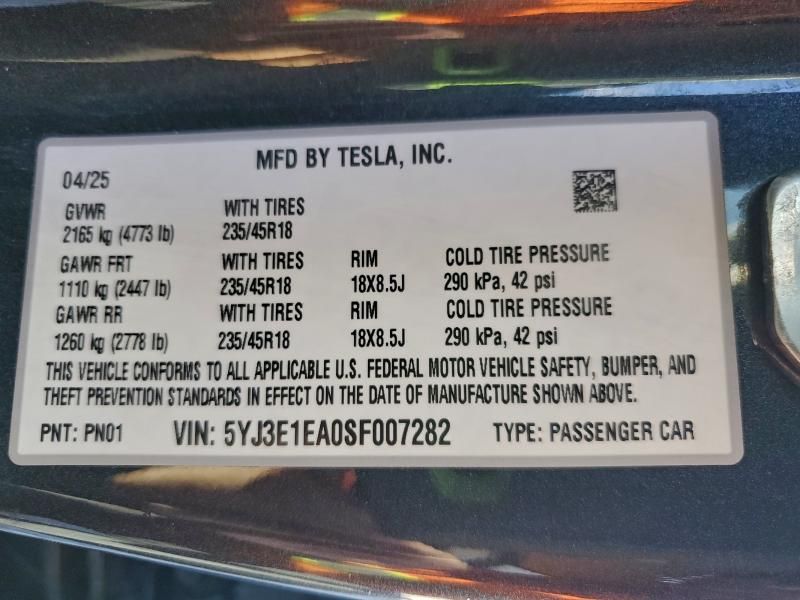 MFD BY TESLA, INC.
04/25
GVWR WITH TIRES
2165 kg (4773 lb) 235/45R18
GAWR FRT WITH TIRES RIM COLD TIRE PRESSURE
1110 kg (2447 lb) 235/45R18 18X8.5J 290 kPa, 42 psi
GAWR RR WITH TIRES RIM COLD TIRE PRESSURE
1260 kg (2778 lb) 235/45R18 18X8.5J 290 kPa, 42 psi
THIS VEHICLE CONFORMS TO ALL APPLICABLE U.S. FEDERAL MOTOR VEHICLE SAFETY, BUMPER, AND
THEFT PREVENTION STANDARDS IN EFFECT ON THE DATE OF MANUFACTURE SHOWN ABOVE.
PNT: PN01 VIN: 5YJ3E1EA0SF007282 TYPE: PASSENGER CAR